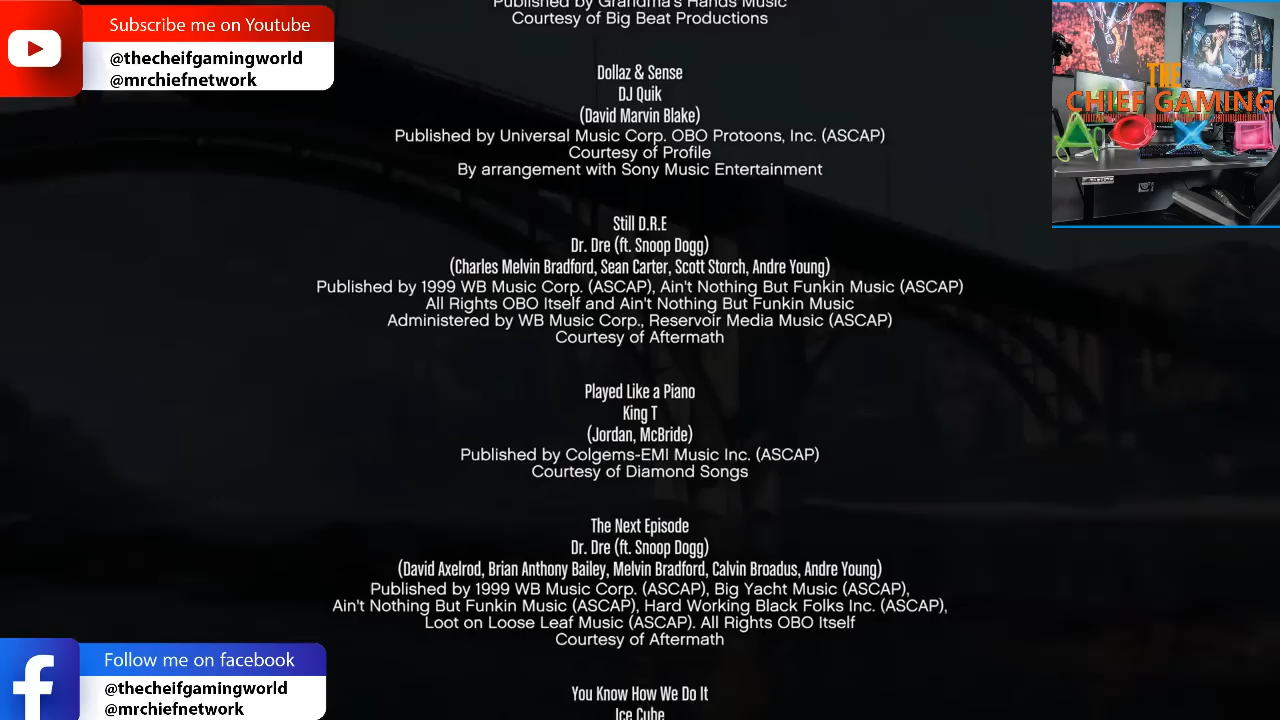 Published by Grandma's Hands Music
Courtesy of Big Beat Productions
Subscribe me on Youtube
@thecheifgamingworld
@mrchiefnetwork
THE
CHIEF GAMING
Dollaz & Sense
DJ Quik
(David Marvin Blake)
Published by Universal Music Corp. OBO Protoons, Inc. (ASCAP)
Courtesy of Profile
By arrangement with Sony Music Entertainment
Still D.R.E
Dr. Dre (ft. Snoop Dogg)
(Charles Melvin Bradford, Sean Carter, Scott Storch, Andre Young)
Published by 1999 WB Music Corp. (ASCAP), Ain't Nothing But Funkin Music (ASCAP)
All Rights OBO Itself and Ain't Nothing But Funkin Music
Administered by WB Music Corp., Reservoir Media Music (ASCAP)
Courtesy of Aftermath
Played Like a Piano
King T
(Jordan, McBride)
Published by Colgems-EMI Music Inc. (ASCAP)
Courtesy of Diamond Songs
The Next Episode
Dr. Dre (ft. Snoop Dogg)
(David Axelrod, Brian Anthony Bailey, Melvin Bradford, Calvin Broadus, Andre Young)
Published by 1999 WB Music Corp. (ASCAP), Big Yacht Music (ASCAP),
Ain't Nothing But Funkin Music (ASCAP), Hard Working Black Folks Inc. (ASCAP),
Loot on Loose Leaf Music (ASCAP). All Rights OBO Itself
Courtesy of Aftermath
You Know How We Do It
Ice Cube
Follow me on facebook
@thecheifgamingworld
@mrchiefnetwork